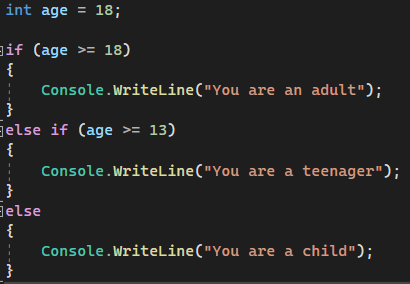 int age = 18;
if (age >= 18)
{
    Console.WriteLine("You are an adult");
}
else if (age >= 13)
{
    Console.WriteLine("You are a teenager");
}
else
{
    Console.WriteLine("You are a child");
}